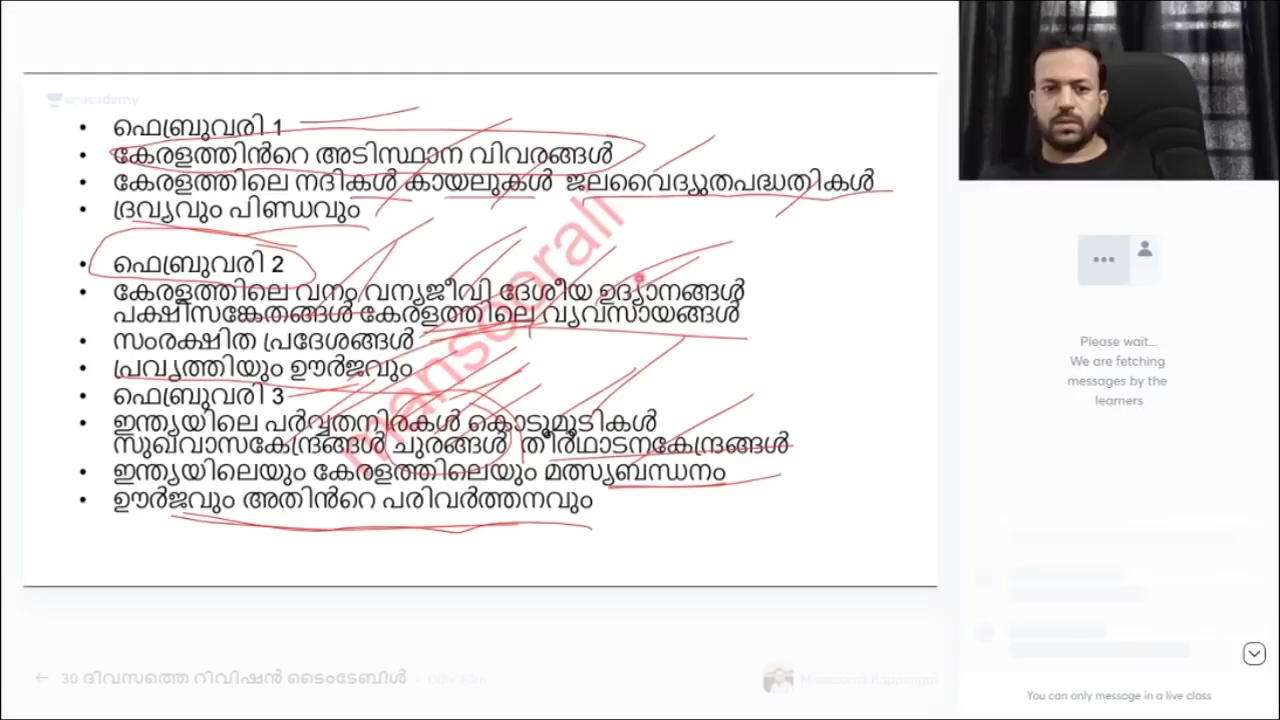 unacademy
ഫെബ്രുവരി 1
കേരളത്തിൻറെ അടിസ്ഥാന വിവരങ്ങൾ
കേരളത്തിലെ നദികൾ കായലുകൾ ജലവൈദ്യുതപദ്ധതികൾ
ദ്രവ്യവും പിണ്ഡവും
ഫെബ്രുവരി 2
കേരളത്തിലെ വനം വന്യജീവി ദേശീയ ഉദ്യാനങ്ങൾ
പക്ഷിസങ്കേതങ്ങൾ കേരളത്തിലെ വ്യവസായങ്ങൾ
സംരക്ഷിത പ്രദേശങ്ങൾ
പ്രവൃത്തിയും ഊർജവും
ഫെബ്രുവരി 3
ഇന്ത്യയിലെ പർവ്വതനിരകൾ കൊടുമുടികൾ
സുഖവാസകേന്ദ്രങ്ങൾ ചുരങ്ങൾ തീർഥാടനകേന്ദ്രങ്ങൾ
ഇന്ത്യയിലെയും കേരളത്തിലെയും മത്സ്യബന്ധനം
ഊർജവും അതിൻറെ പരിവർത്തനവും
mansoorali
Please wait...
We are fetching
messages by the
learners
30 ദിവസത്തെ റിവിഷൻ ടൈംടേബിൾ
You can only message in a live class